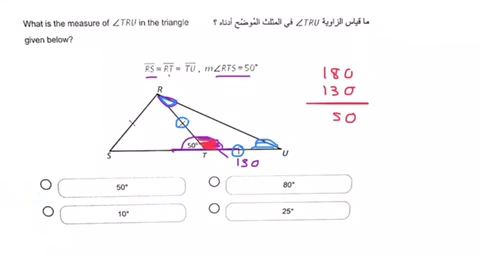 What is the measure of ∠TRU in the triangle given below?
ما قياس الزاوية TRU∠ في المثلث المُوضّح أدناه ؟
RS = RT = TU , m∠RTS = 50°
180
130
50
R
50°
S
T
U
130
50°
80°
10°
25°